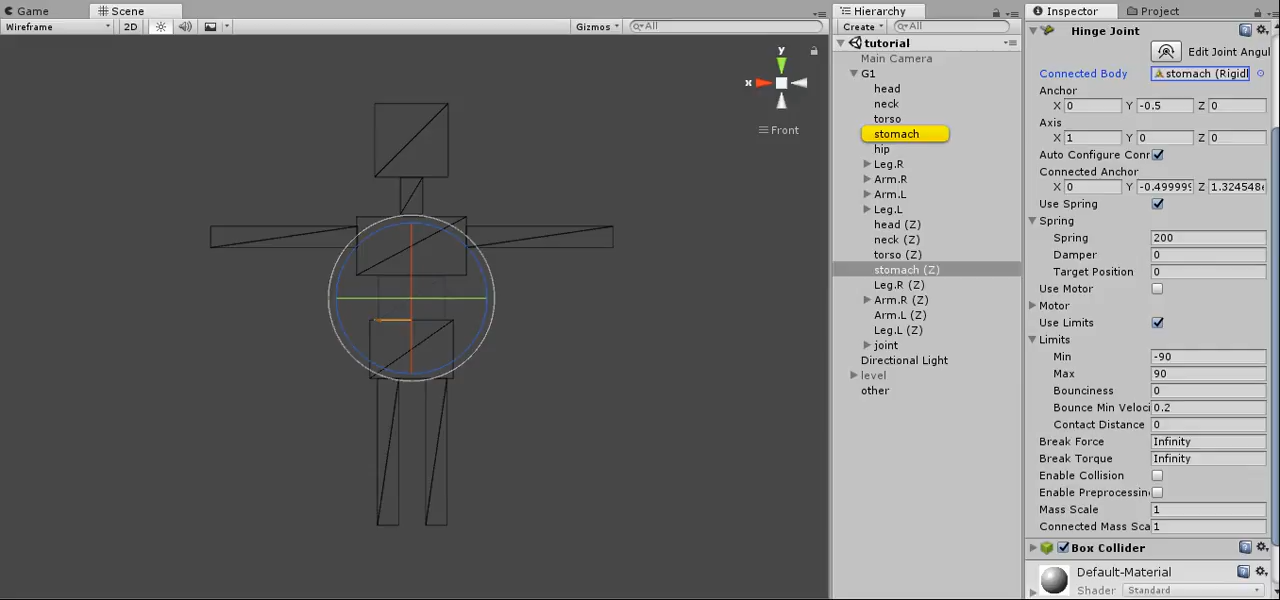 Game
Scene
Wireframe
2D
Gizmos
All
y
x
Front
Hierarchy
Create
All
tutorial
Main Camera
G1
head
neck
torso
stomach
hip
Leg.R
Arm.R
Arm.L
Leg.L
head (Z)
neck (Z)
torso (Z)
stomach (Z)
Leg.R (Z)
Arm.R (Z)
Arm.L (Z)
Leg.L (Z)
joint
Directional Light
level
other
Inspector
Project
Hinge Joint
Edit Joint Angul
Connected Body stomach (Rigidl
Anchor
X 0 Y -0.5 Z 0
Axis
X 1 Y 0 Z 0
Auto Configure Conr
Connected Anchor
X 0 Y -0.499999 Z 1.324548e
Use Spring
Spring
Spring 200
Damper 0
Target Position 0
Use Motor
Motor
Use Limits
Limits
Min -90
Max 90
Bounciness 0
Bounce Min Veloci 0.2
Contact Distance 0
Break Force Infinity
Break Torque Infinity
Enable Collision
Enable Preprocessin
Mass Scale 1
Connected Mass Sca 1
Box Collider
Default-Material
Shader Standard